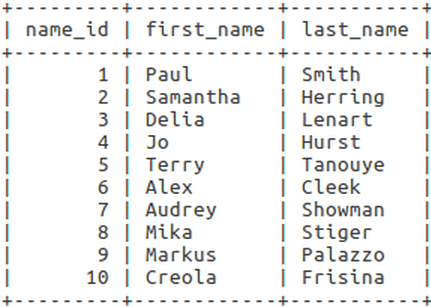 +---------+------------+-----------+
| name_id | first_name | last_name |
+---------+------------+-----------+
|       1 | Paul       | Smith     |
|       2 | Samantha   | Herring   |
|       3 | Delia      | Lenart    |
|       4 | Jo         | Hurst     |
|       5 | Terry      | Tanouye   |
|       6 | Alex       | Cleek     |
|       7 | Audrey     | Showman   |
|       8 | Mika       | Stiger    |
|       9 | Markus     | Palazzo   |
|      10 | Creola     | Frisina   |
+---------+------------+-----------+